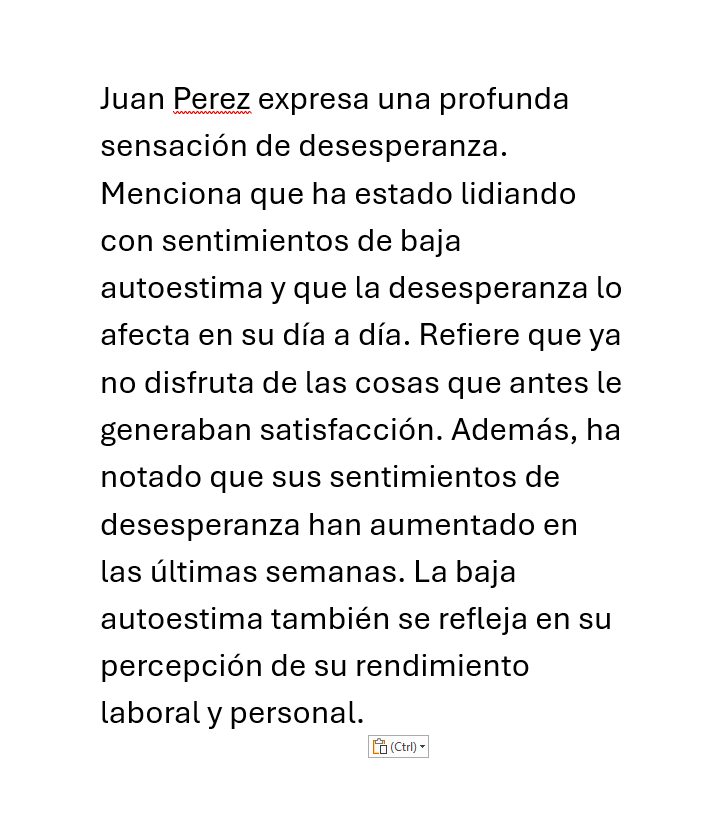 Juan Perez expresa una profunda
sensación de desesperanza.
Menciona que ha estado lidiando
con sentimientos de baja
autoestima y que la desesperanza lo
afecta en su día a día. Refiere que ya
no disfruta de las cosas que antes le
generaban satisfacción. Además, ha
notado que sus sentimientos de
desesperanza han aumentado en
las últimas semanas. La baja
autoestima también se refleja en su
percepción de su rendimiento
laboral y personal.
(Ctrl)